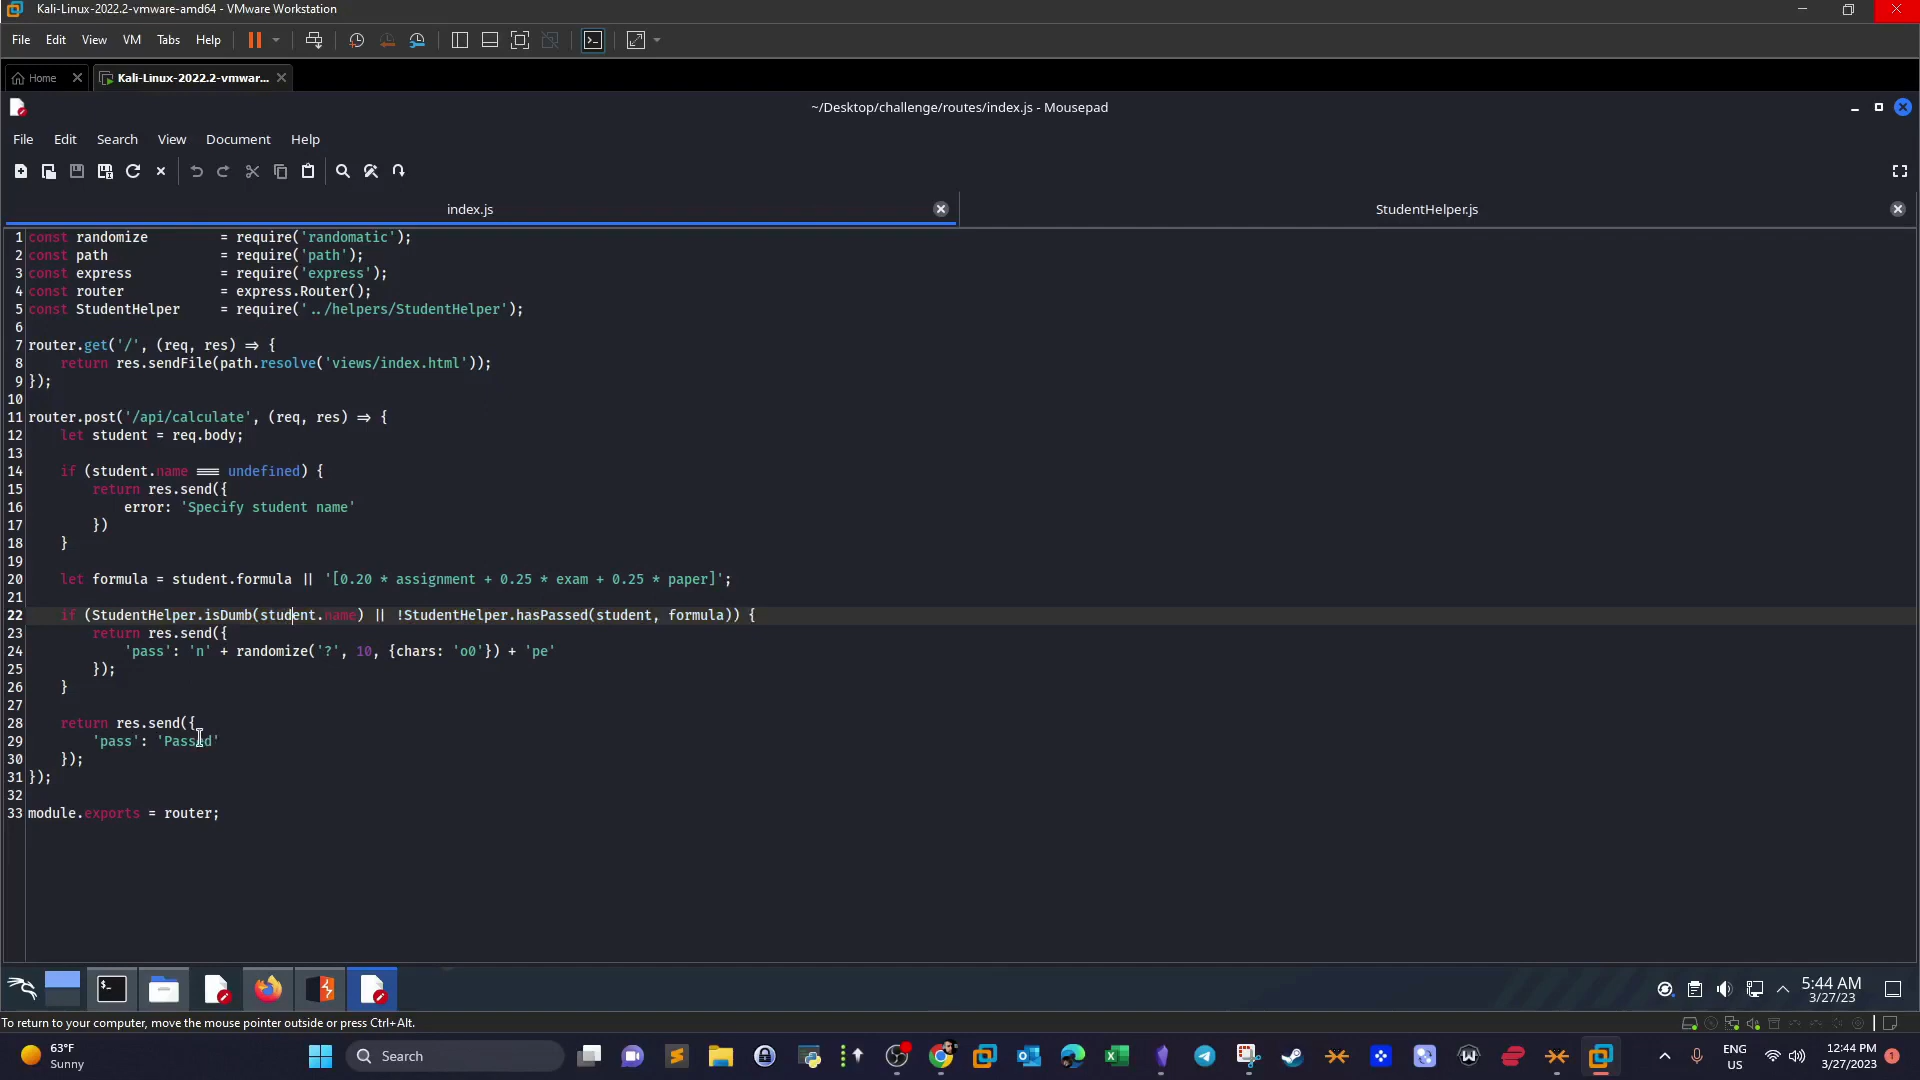 Kali-Linux-2022.2-vmware-amd64 - VMware Workstation
File Edit View VM Tabs Help
Home Kali-Linux-2022.2-vmwar...
~/Desktop/challenge/routes/index.js - Mousepad
File Edit Search View Document Help
index.js StudentHelper.js
1 const randomize = require('randomatic');
2 const path = require('path');
3 const express = require('express');
4 const router = express.Router();
5 const StudentHelper = require('../helpers/StudentHelper');
6
7 router.get('/', (req, res) => {
8 return res.sendFile(path.resolve('views/index.html'));
9 });
10
11 router.post('/api/calculate', (req, res) => {
12 let student = req.body;
13
14 if (student.name === undefined) {
15 return res.send({
16 error: 'Specify student name'
17 })
18 }
19
20 let formula = student.formula || '[0.20 * assignment + 0.25 * exam + 0.25 * paper]';
21
22 if (StudentHelper.isDumb(student.name) || !StudentHelper.hasPassed(student, formula)) {
23 return res.send({
24 'pass': 'n' + randomize('?', 10, {chars: 'o0'}) + 'pe'
25 });
26 }
27
28 return res.send({
29 'pass': 'Passed'
30 });
31 });
32
33 module.exports = router;
5:44 AM
3/27/23
To return to your computer, move the mouse pointer outside or press Ctrl+Alt.
63°F
Sunny
Search
ENG
US
12:44 PM
3/27/2023
1